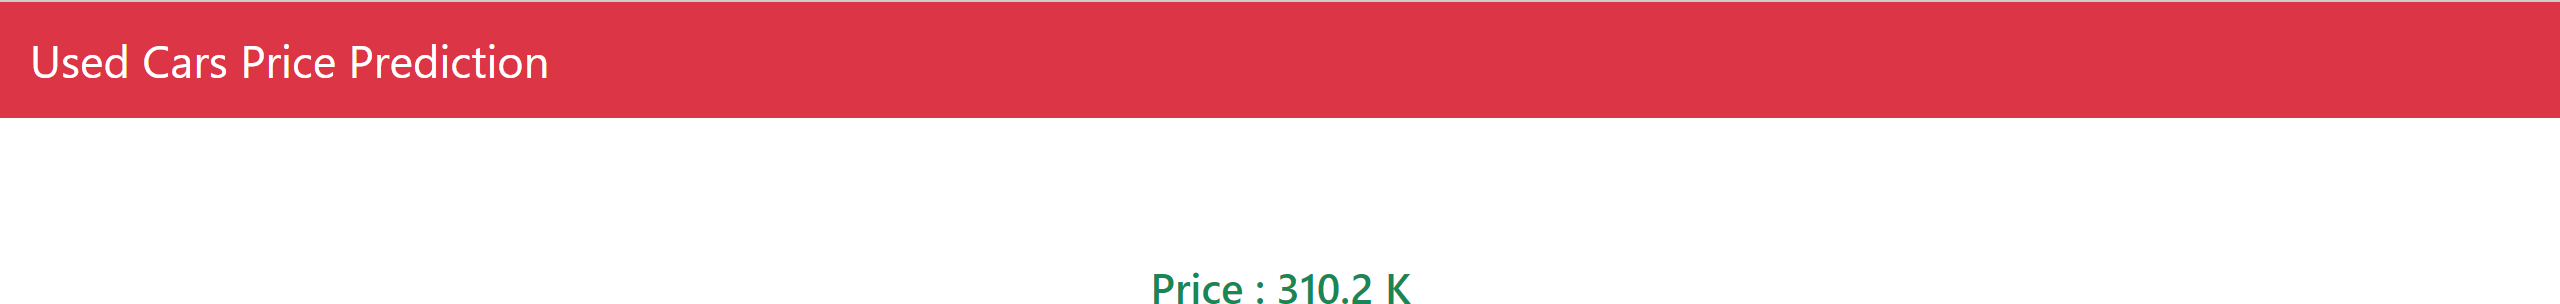 Used Cars Price Prediction
Price : 310.2 K